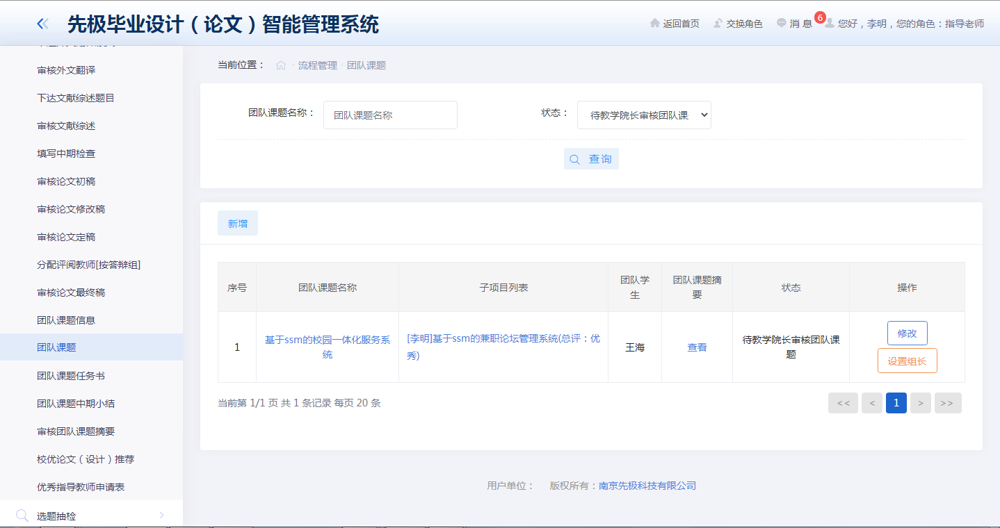 先极毕业设计（论文）智能管理系统
返回首页
交换角色
消 息
6
您好，李明，您的角色：指导老师
审核外文翻译
下达文献综述题目
审核文献综述
填写中期检查
审核论文初稿
审核论文修改稿
审核论文定稿
分配评阅教师[按答辩组]
审核论文最终稿
团队课题信息
团队课题
团队课题任务书
团队课题中期小结
审核团队课题摘要
校优论文（设计）推荐
优秀指导教师申请表
选题抽检
当前位置：
流程管理
团队课题
团队课题名称：
团队课题名称
状态：
待教学院长审核团队课
查询
新增
序号
团队课题名称
子项目列表
团队学
生
团队课题摘
要
状态
操作
1
基于ssm的校园一体化服务系
统
[李明]基于ssm的兼职论坛管理系统(总评：优
秀)
王海
查看
待教学院长审核团队课
题
修改
设置组长
当前第 1/1 页 共 1 条记录 每页 20 条
<<
<
1
>
>>
用户单位：
版权所有：南京先极科技有限公司